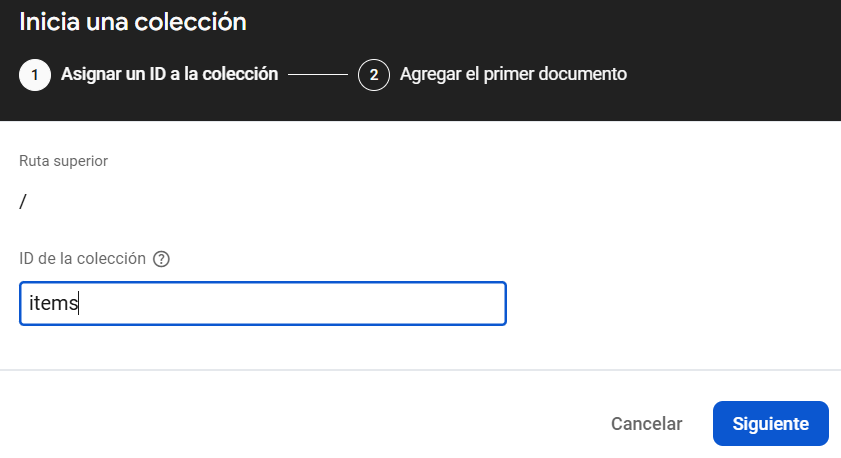 Inicia una colección
1 Asignar un ID a la colección 2 Agregar el primer documento
Ruta superior
/
ID de la colección ?
items
Cancelar Siguiente